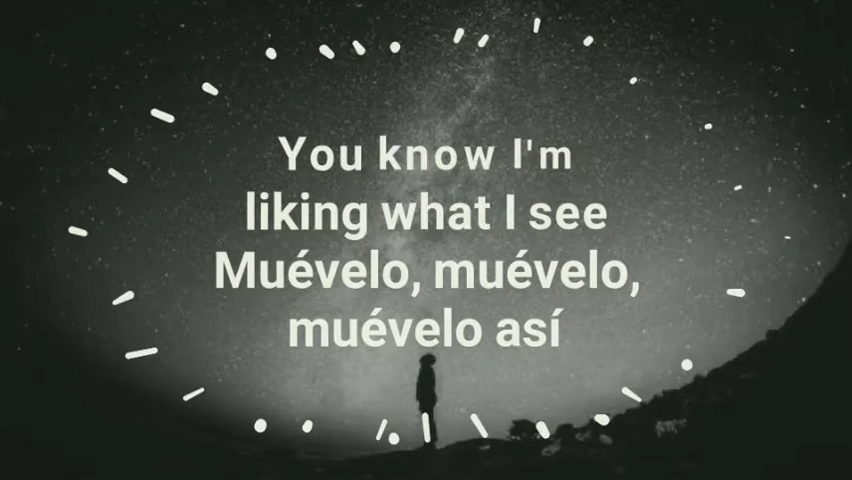 You know I'm
liking what I see
Muévelo, muévelo,
muévelo así